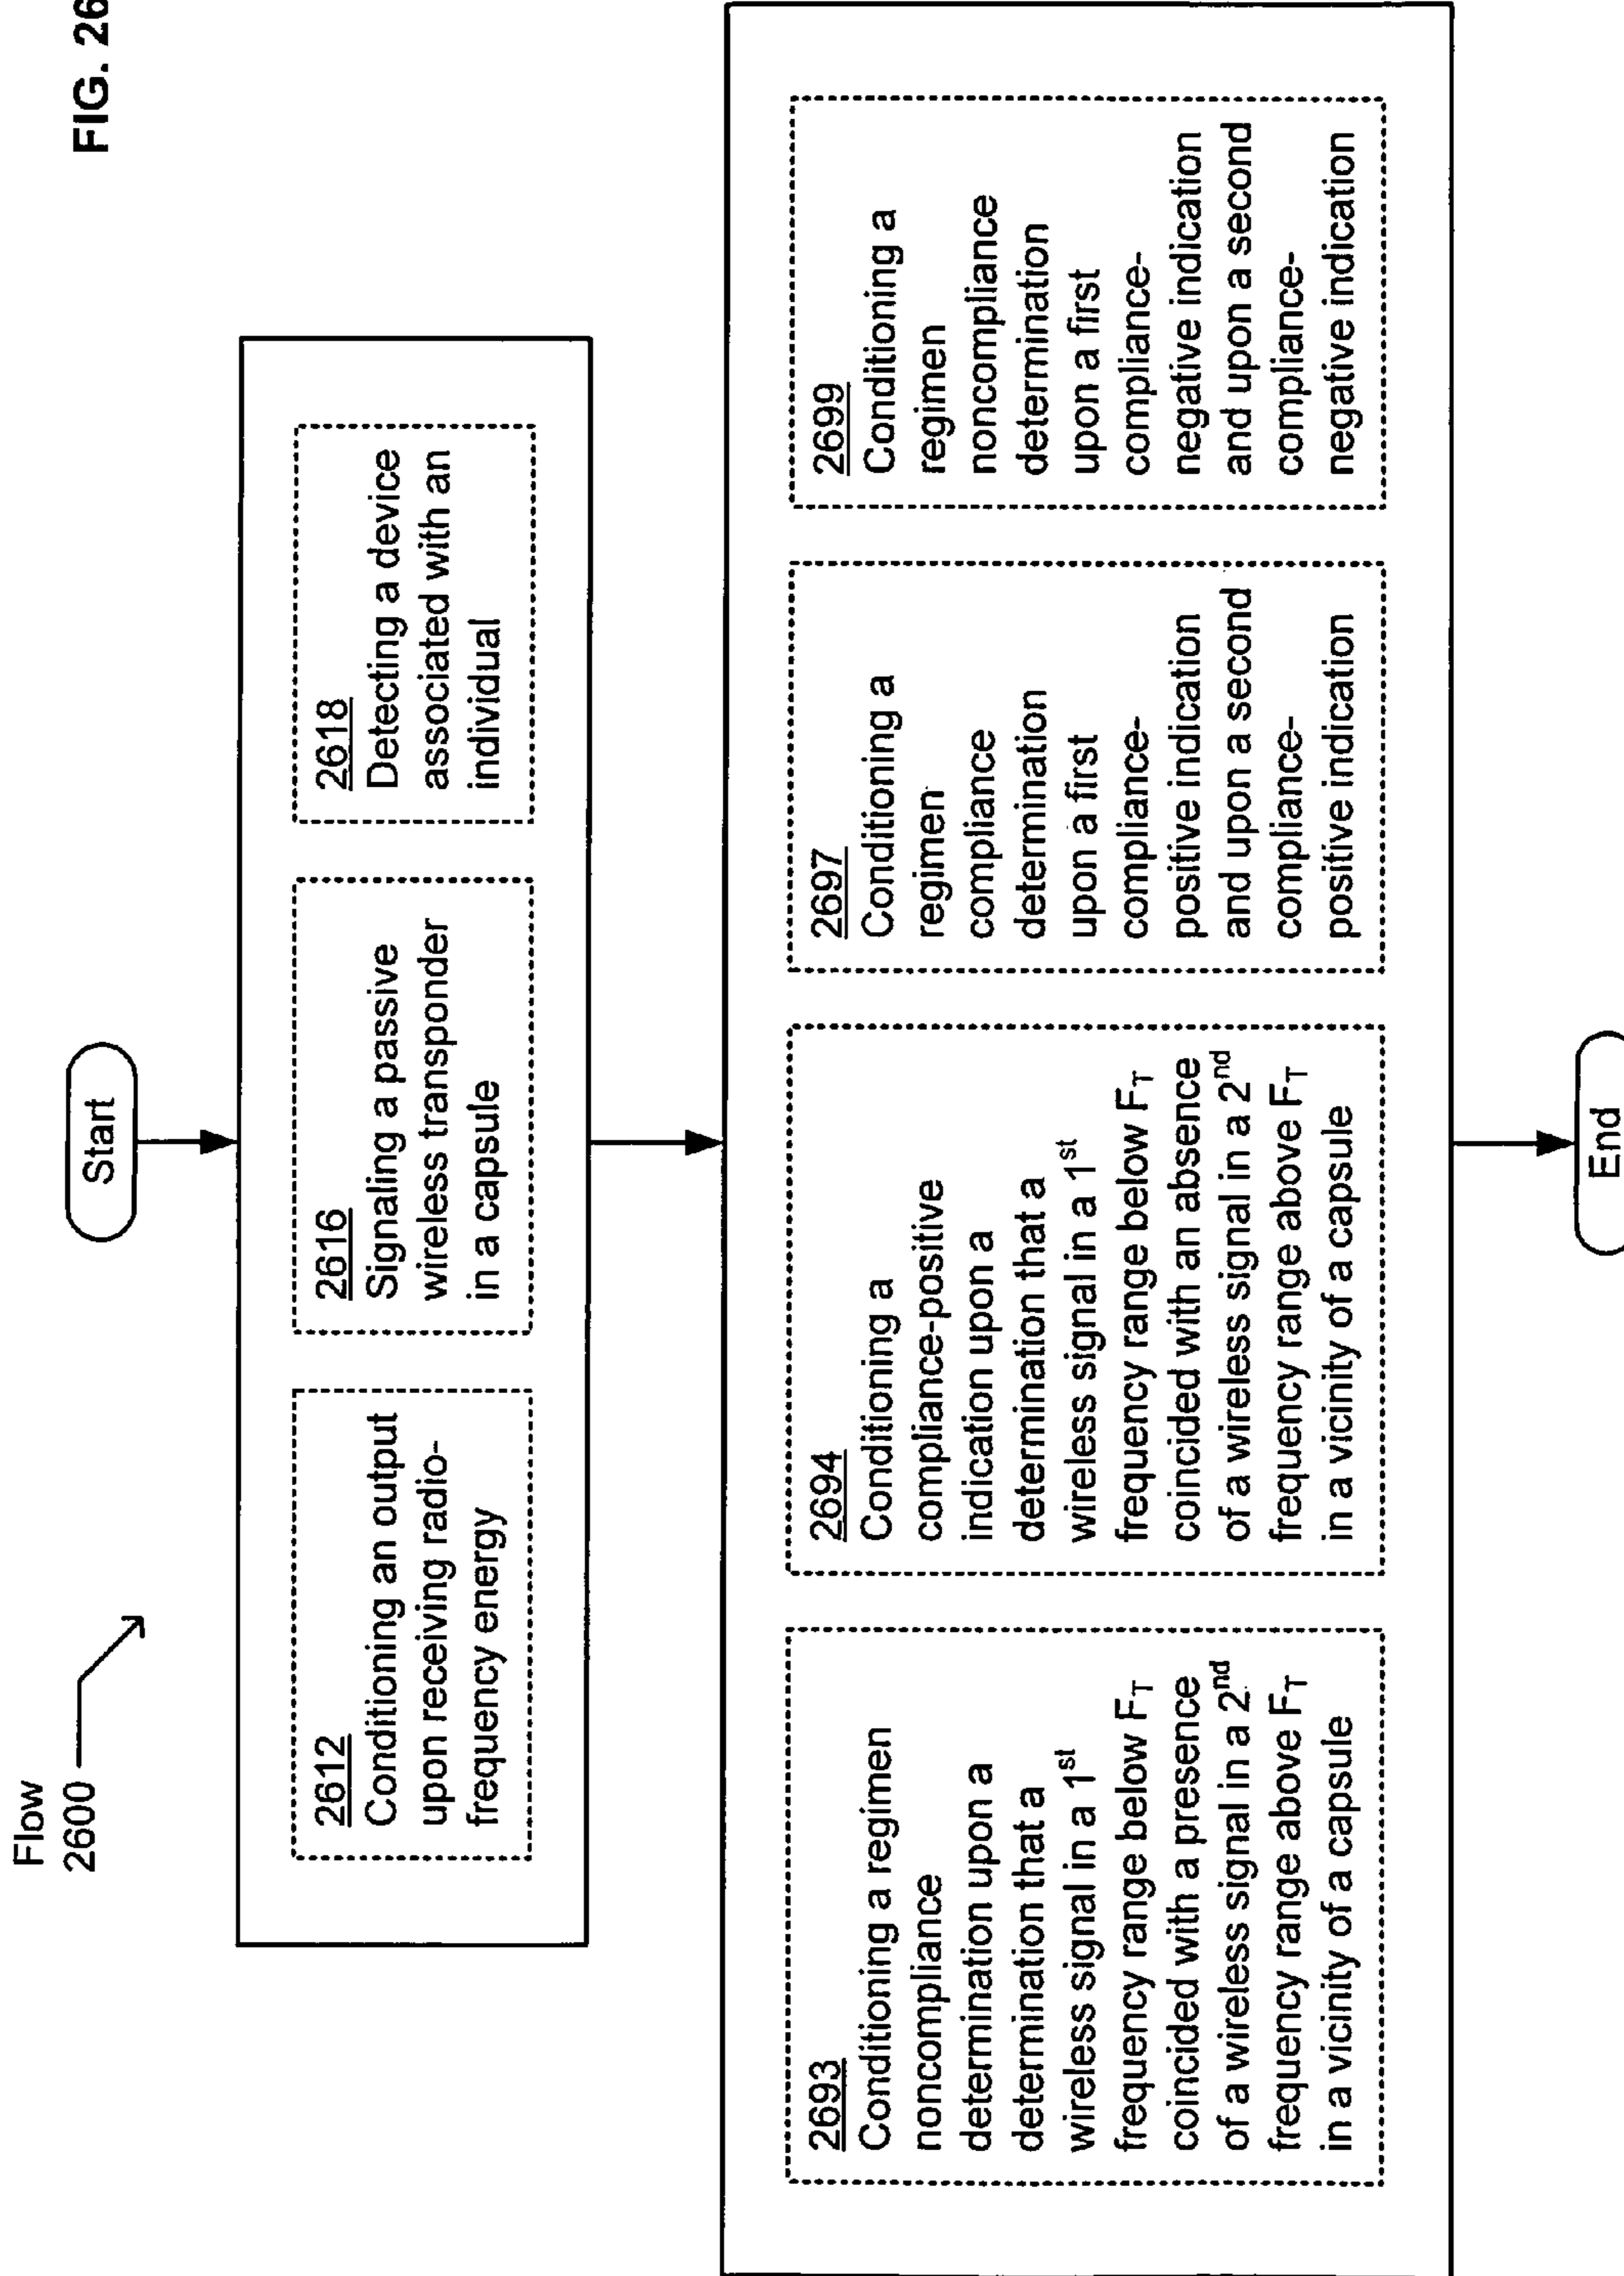 FIG. 26
Flow
2600
Start
2612
Conditioning an output
upon receiving radio-
frequency energy
2616
Signaling a passive
wireless transponder
in a capsule
2618
Detecting a device
associated with an
individual
2693
Conditioning a regimen
noncompliance
determination upon a
determination that a
wireless signal in a 1st
frequency range below FT
coincided with a presence
of a wireless signal in a 2nd
frequency range above FT
in a vicinity of a capsule
2694
Conditioning a
compliance-positive
indication upon a
determination that a
wireless signal in a 1st
frequency range below FT
coincided with an absence
of a wireless signal in a 2nd
frequency range above FT
in a vicinity of a capsule
2697
Conditioning a
regimen
compliance
determination
upon a first
compliance-
positive indication
and upon a second
compliance-
positive indication
2699
Conditioning a
regimen
noncompliance
determination
upon a first
compliance-
negative indication
and upon a second
compliance-
negative indication
End